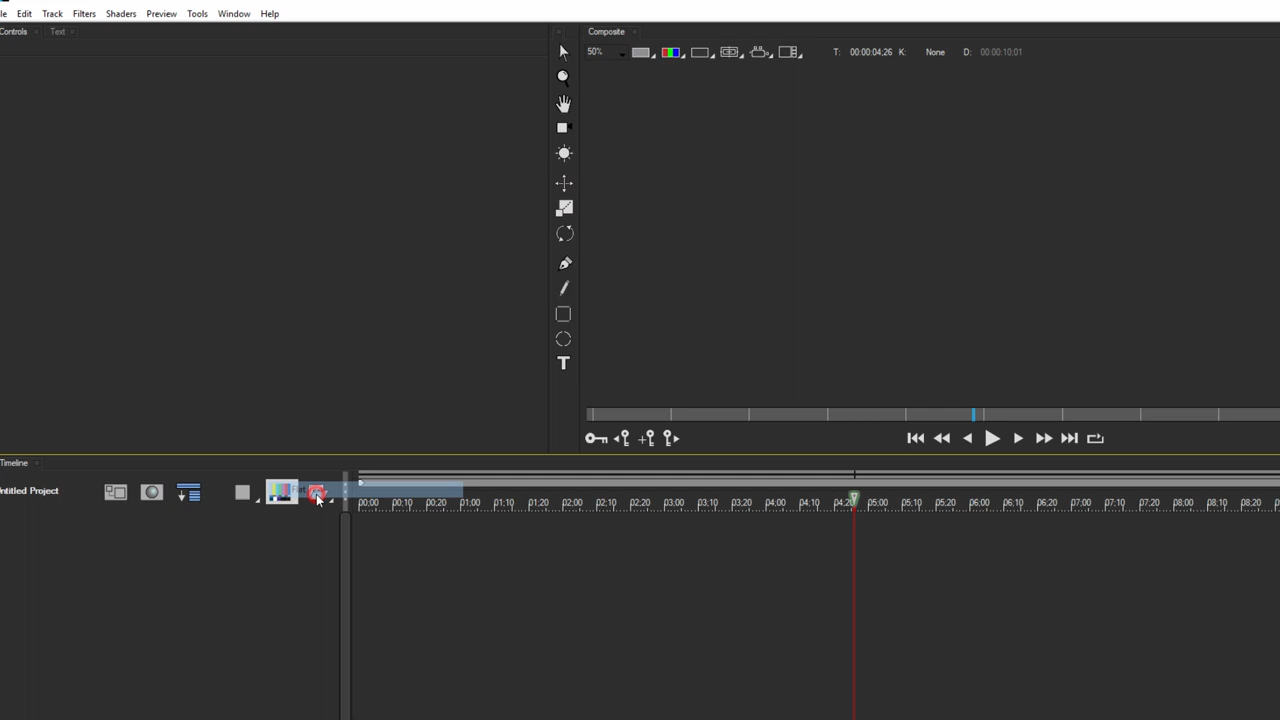 le Edit Track Filters Shaders Preview Tools Window Help
Controls Text Composite
50% T: 00:00:04;26 K: None D: 00:00:10;01
Timeline
Intitled Project
Flat
00;00 00;10 00;20 01;00 01;10 01;20 02;00 02;10 02;20 03;00 03;10 03;20 04;00 04;10 04;20 05;00 05;10 05;20 06;00 06;10 06;20 07;00 07;10 07;20 08;00 08;10 08;20
T